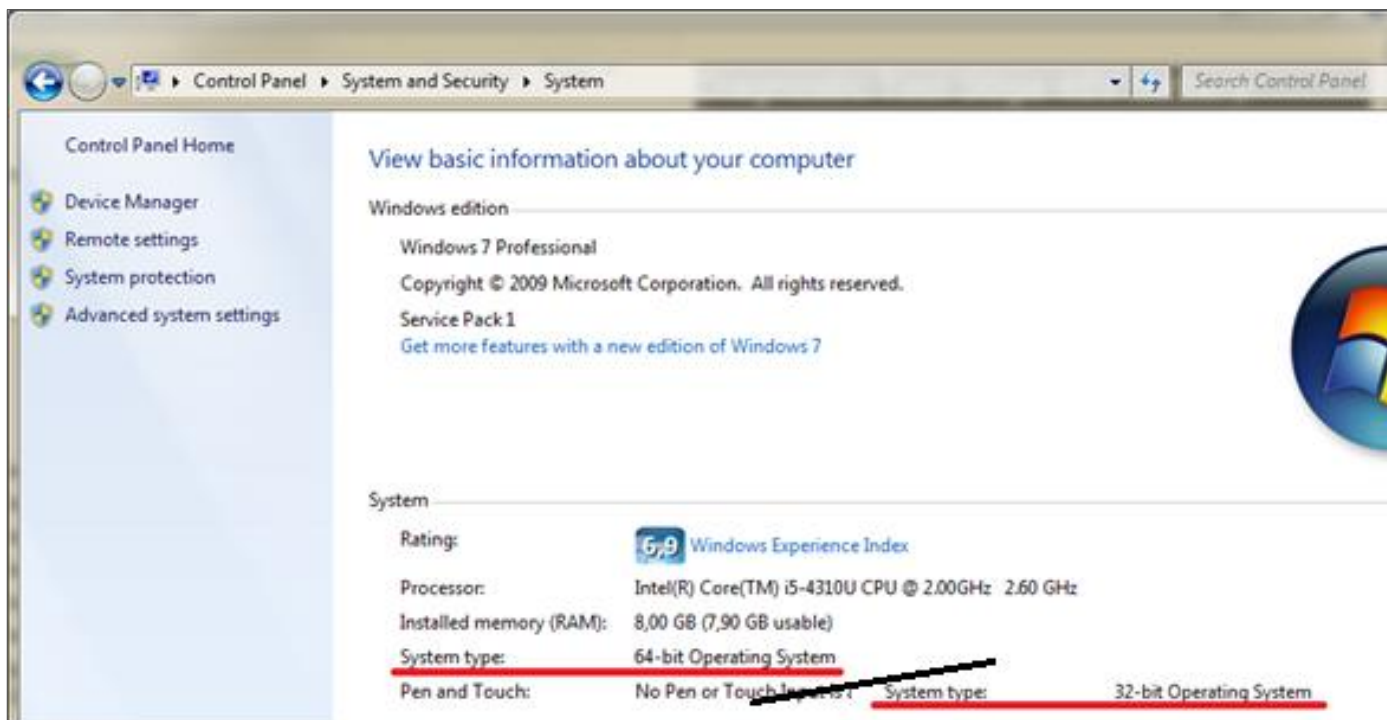 Control Panel ▸ System and Security ▸ System
Search Control Panel
Control Panel Home
Device Manager
Remote settings
System protection
Advanced system settings
View basic information about your computer
Windows edition
Windows 7 Professional
Copyright © 2009 Microsoft Corporation. All rights reserved.
Service Pack 1
Get more features with a new edition of Windows 7
System
Rating: 6,9 Windows Experience Index
Processor: Intel(R) Core(TM) i5-4310U CPU @ 2.00GHz 2.60 GHz
Installed memory (RAM): 8,00 GB (7,90 GB usable)
System type: 64-bit Operating System
Pen and Touch: No Pen or Touch System type: 32-bit Operating System